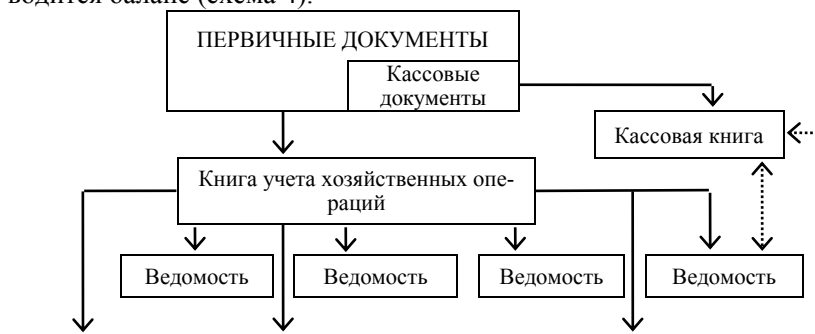 водится баланс (схема 4).
ПЕРВИЧНЫЕ ДОКУМЕНТЫ
Кассовые
документы
Кассовая книга
Книга учета хозяйственных опе-
раций
Ведомость
Ведомость
Ведомость
Ведомость